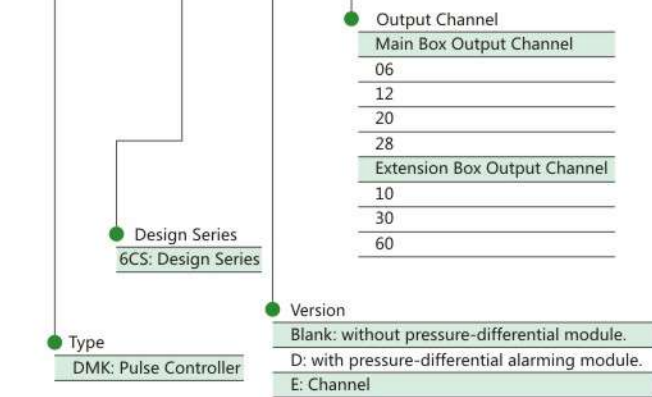 Output Channel
Main Box Output Channel
06
12
20
28
Extension Box Output Channel
10
30
60
Design Series
6CS: Design Series
Version
Blank: without pressure-differential module.
D: with pressure-differential alarming module.
E: Channel
Type
DMK: Pulse Controller